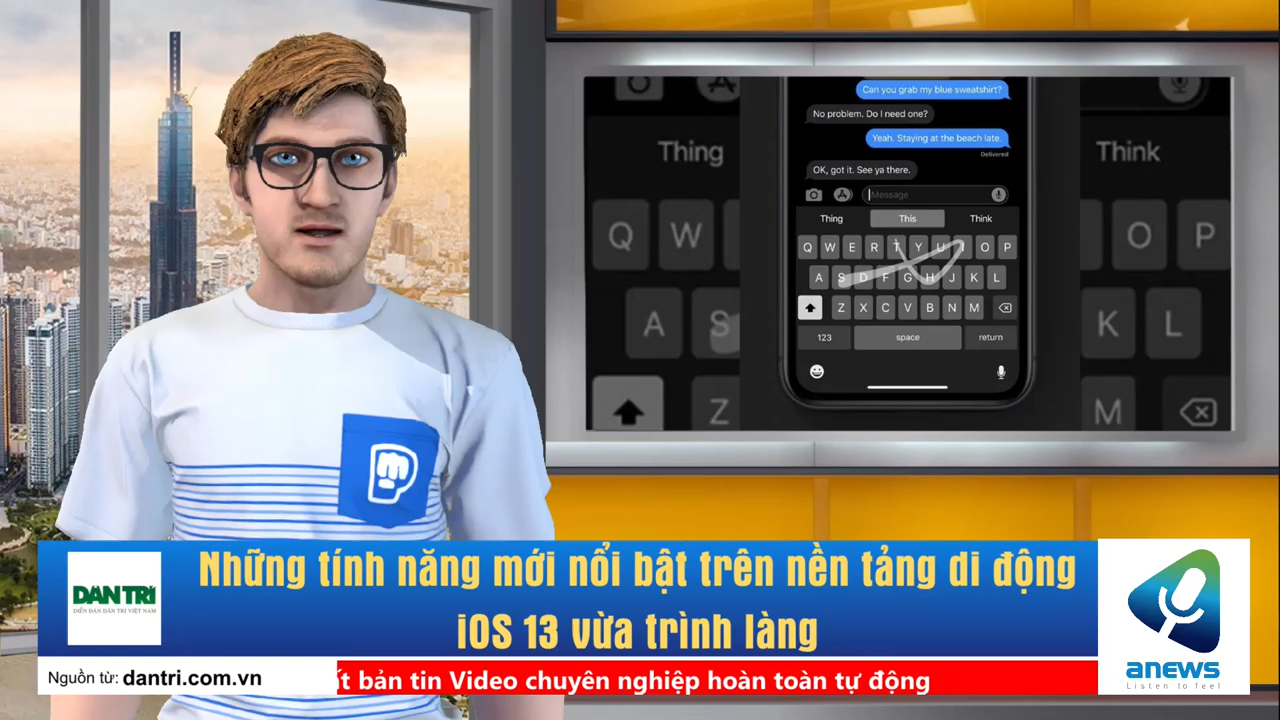 Can you grab my blue sweatshirt?
No problem. Do I need one?
Yeah. Staying at the beach late.
Delivered
OK, got it. See ya there.
Message
Thing
Think
Thing This Think
Q W
O P
Q W E R T Y U I O P
A S
K L
A S D F G H J K L
Z
M
Z X C V B N M
123 space return
Những tính năng mới nổi bật trên nền tảng di động
iOS 13 vừa trình làng
DÂN TRÍ
DIỄN ĐÀN DÂN TRÍ VIỆT NAM
Nguồn từ: dantri.com.vn
ất bản tin Video chuyên nghiệp hoàn toàn tự động
anews
Listen to feel